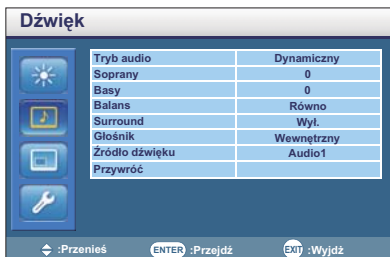 Dźwięk
Tryb audio Dynamiczny
Soprany 0
Basy 0
Balans Równo
Surround Wył.
Głośnik Wewnętrzny
Źródło dźwięku Audio1
Przywróć
:Przenieś ENTER :Przejdź EXIT :Wyjdż